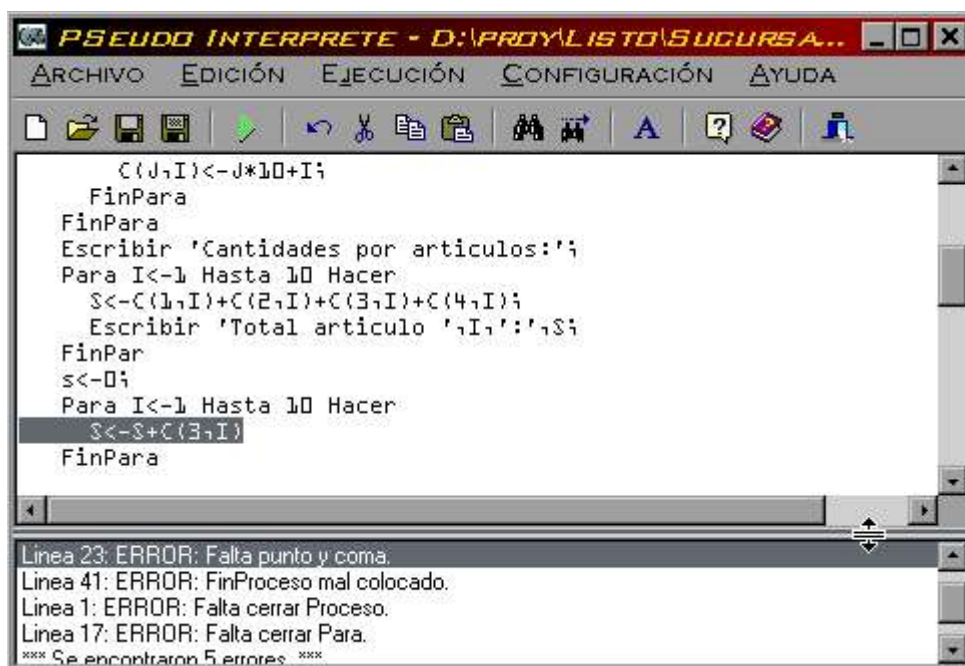 PSEUDO INTERPRETE - D:\PROY\LISTO\SUCURSA...
ARCHIVO EDICIÓN EJECUCIÓN CONFIGURACIÓN AYUDA
C(J,I)<-J*10+I;
FinPara
FinPara
Escribir 'Cantidades por articulos:';
Para I<-1 Hasta 10 Hacer
S<-C(1,I)+C(2,I)+C(3,I)+C(4,I);
Escribir 'Total articulo ',I,':',S;
FinPar
s<-0;
Para I<-1 Hasta 10 Hacer
S<-S+C(3,I)
FinPara
Linea 23: ERROR: Falta punto y coma.
Linea 41: ERROR: FinProceso mal colocado.
Linea 1: ERROR: Falta cerrar Proceso.
Linea 17: ERROR: Falta cerrar Para.
*** Se encontraron 5 errores. ***